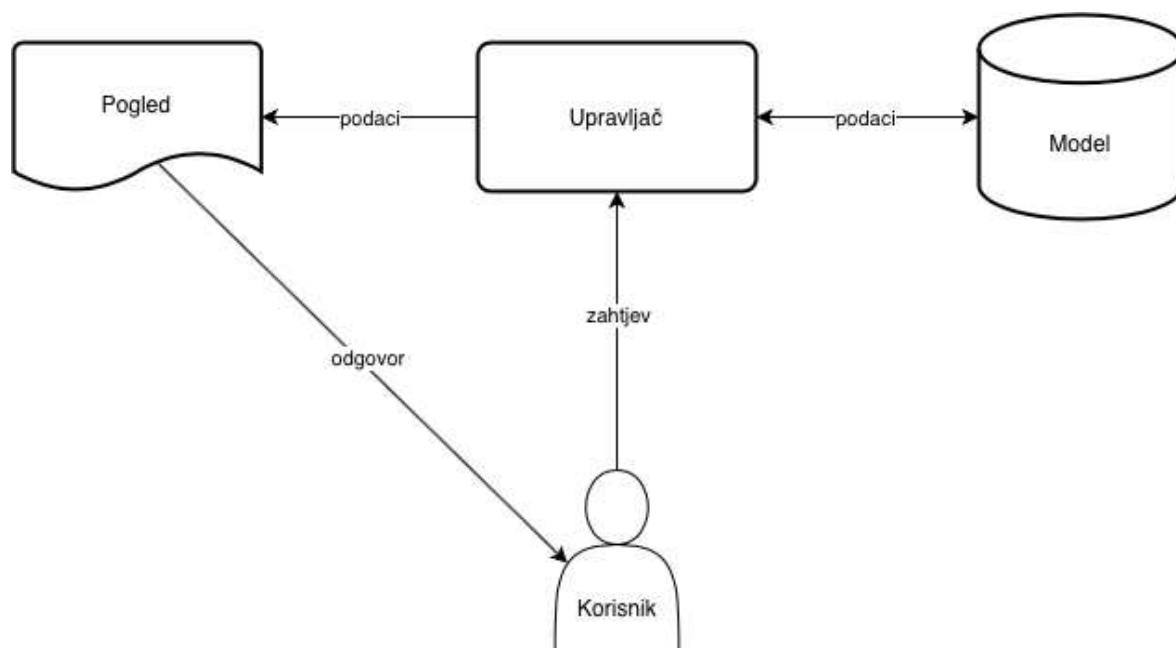 Pogled
podaci
Upravljač
podaci
Model
zahtjev
odgovor
Korisnik